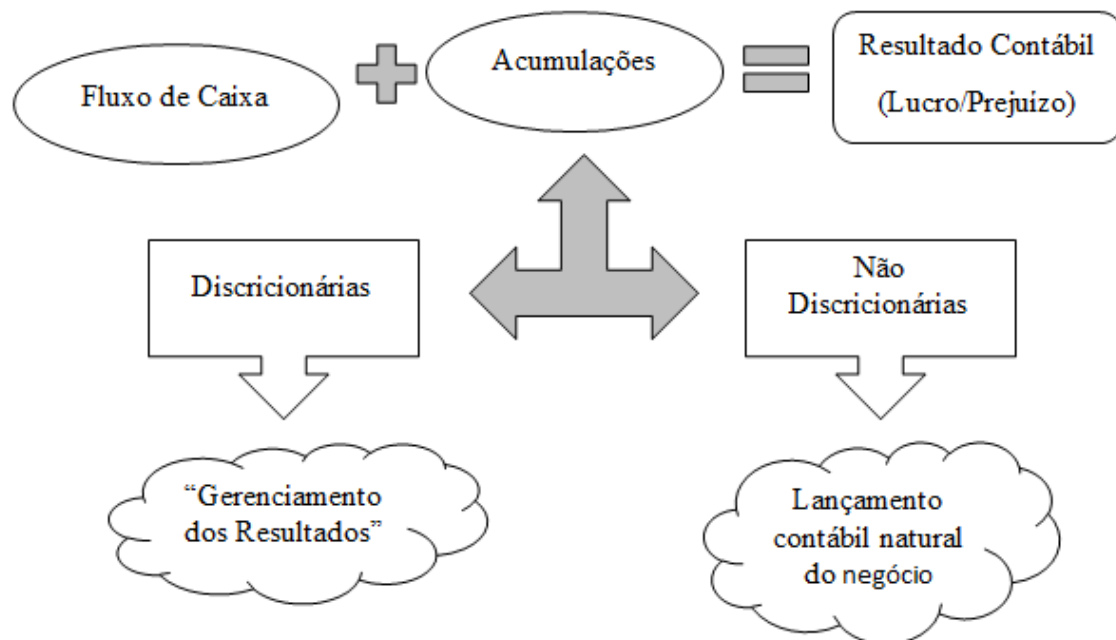 Fluxo de Caixa
Acumulações
Resultado Contábil
(Lucro/Prejuízo)
Discricionárias
Não
Discricionárias
“Gerenciamento
dos Resultados”
Lançamento
contábil natural
do negócio